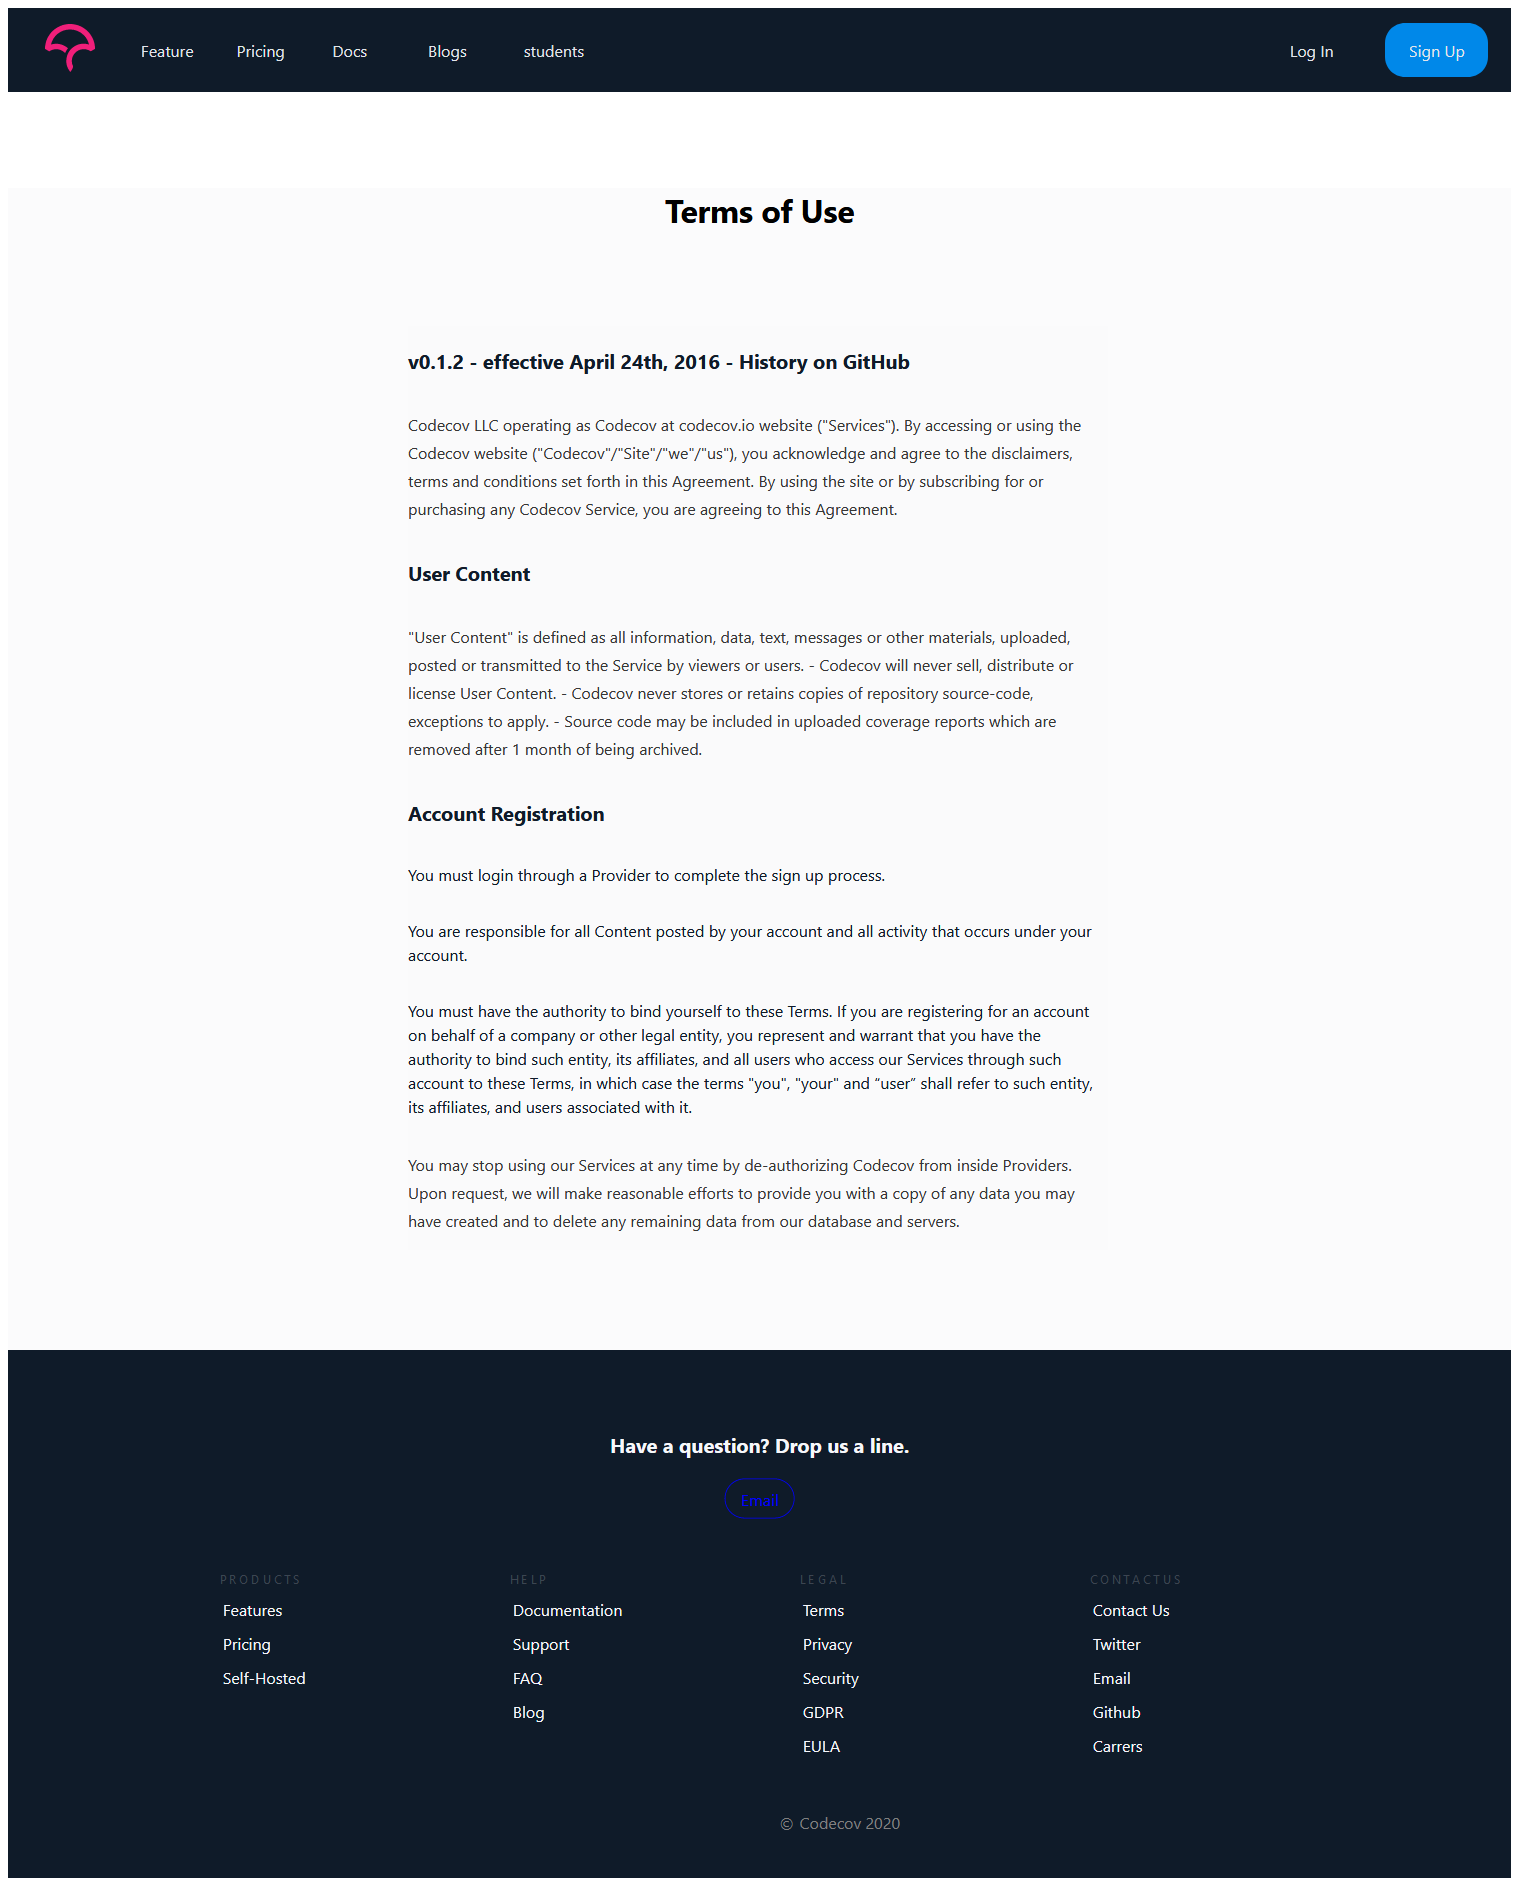 Feature Pricing Docs Blogs students Log In Sign Up
Terms of Use
v0.1.2 - effective April 24th, 2016 - History on GitHub
Codecov LLC operating as Codecov at codecov.io website ("Services"). By accessing or using the
Codecov website ("Codecov"/"Site"/"we"/"us"), you acknowledge and agree to the disclaimers,
terms and conditions set forth in this Agreement. By using the site or by subscribing for or
purchasing any Codecov Service, you are agreeing to this Agreement.
User Content
"User Content" is defined as all information, data, text, messages or other materials, uploaded,
posted or transmitted to the Service by viewers or users. - Codecov will never sell, distribute or
license User Content. - Codecov never stores or retains copies of repository source-code,
exceptions to apply. - Source code may be included in uploaded coverage reports which are
removed after 1 month of being archived.
Account Registration
You must login through a Provider to complete the sign up process.
You are responsible for all Content posted by your account and all activity that occurs under your
account.
You must have the authority to bind yourself to these Terms. If you are registering for an account
on behalf of a company or other legal entity, you represent and warrant that you have the
authority to bind such entity, its affiliates, and all users who access our Services through such
account to these Terms, in which case the terms "you", "your" and “user” shall refer to such entity,
its affiliates, and users associated with it.
You may stop using our Services at any time by de-authorizing Codecov from inside Providers.
Upon request, we will make reasonable efforts to provide you with a copy of any data you may
have created and to delete any remaining data from our database and servers.
Have a question? Drop us a line.
Email
PRODUCTS
Features
Pricing
Self-Hosted
HELP
Documentation
Support
FAQ
Blog
LEGAL
Terms
Privacy
Security
GDPR
EULA
CONTACTUS
Contact Us
Twitter
Email
Github
Carrers
© Codecov 2020